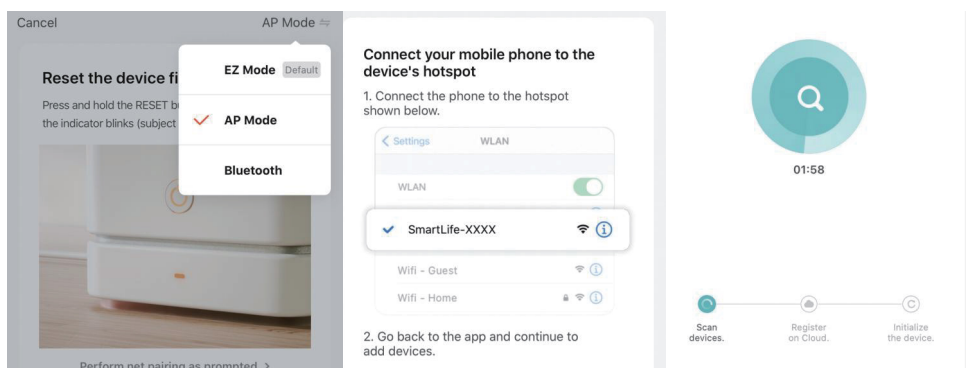 Cancel
AP Mode
Reset the device fi
Press and hold the RESET bu
the indicator blinks (subject
EZ Mode Default
AP Mode
Bluetooth
Perform net pairing as prompted >
Connect your mobile phone to the
device's hotspot
1. Connect the phone to the hotspot
shown below.
Settings WLAN
WLAN
SmartLife-XXXX
Wifi - Guest
Wifi - Home
2. Go back to the app and continue to
add devices.
01:58
Scan
devices.
Register
on Cloud.
Initialize
the device.